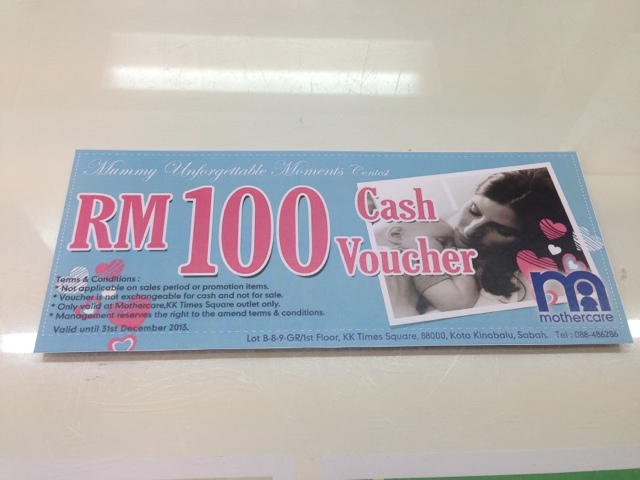 Mummy Unforgettable Moments Contest
RM 100 Cash Voucher
Terms & Conditions :
* Not applicable on sales period or promotion items.
* Voucher is not exchangeable for cash and not for sale.
* Only valid at Mothercare,KK Times Square outlet only.
* Management reserves the right to the amend terms & conditions.
Valid until 31st December 2013.
m
mothercare
Lot B-8-9-GR/1st Floor, KK Times Square, 88000, Kota Kinabalu, Sabah. Tel : 088-486286